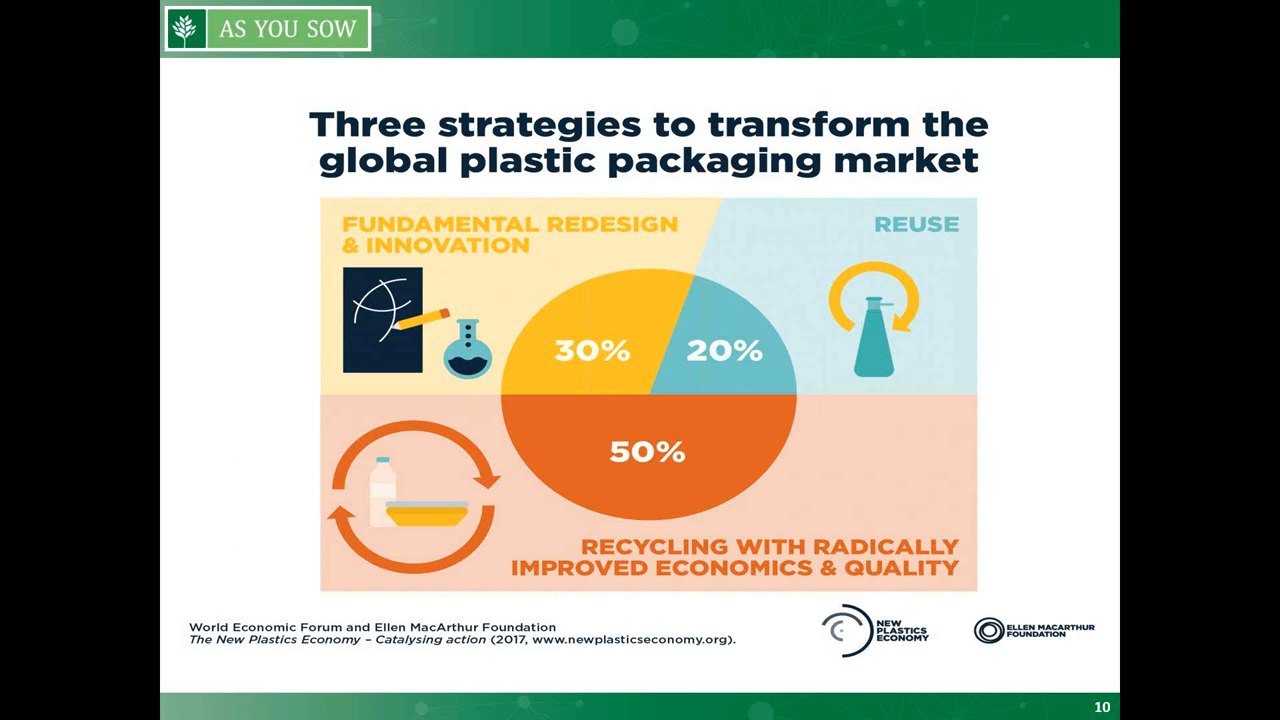 AS YOU SOW
Three strategies to transform the
global plastic packaging market
FUNDAMENTAL REDESIGN
& INNOVATION
REUSE
30%
20%
50%
RECYCLING WITH RADICALLY
IMPROVED ECONOMICS & QUALITY
World Economic Forum and Ellen MacArthur Foundation
The New Plastics Economy – Catalysing action (2017, www.newplasticseconomy.org).
NEW
PLASTICS
ECONOMY
ELLEN MACARTHUR
FOUNDATION
10